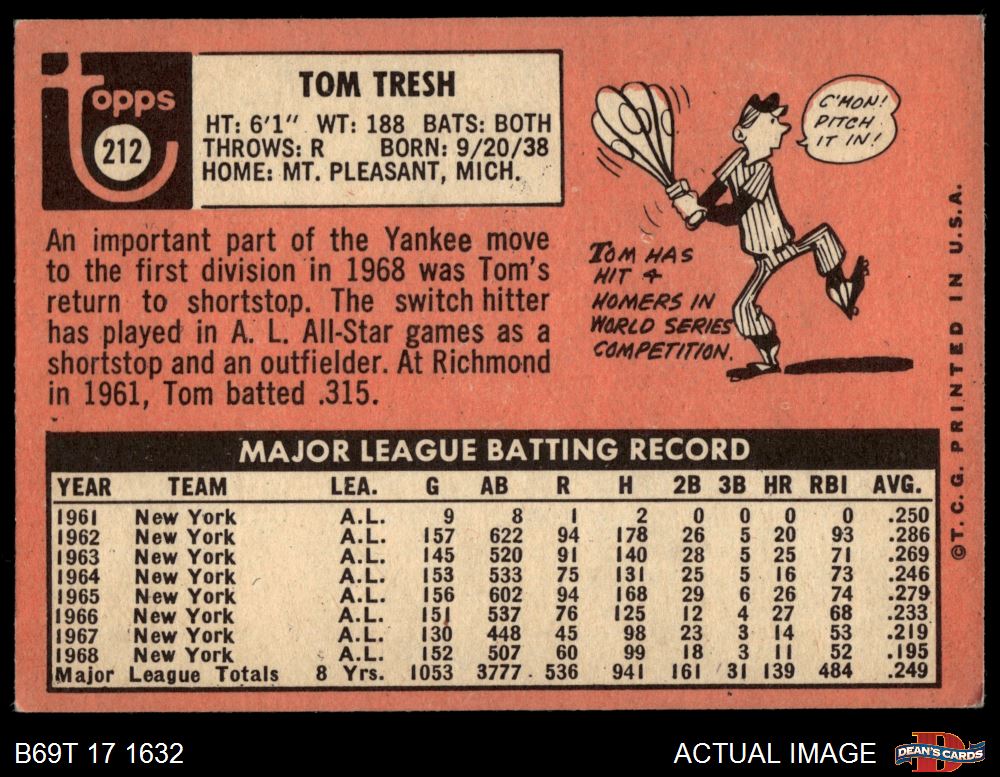 Topps
212
TOM TRESH
HT: 6'1" WT: 188 BATS: BOTH
THROWS: R BORN: 9/20/38
HOME: MT. PLEASANT, MICH.
An important part of the Yankee move
to the first division in 1968 was Tom's
return to shortstop. The switch hitter
has played in A. L. All-Star games as a
shortstop and an outfielder. At Richmond
in 1961, Tom batted .315.
C'MON!
PITCH
IT IN!
TOM HAS
HIT 4
HOMERS IN
WORLD SERIES
COMPETITION.
MAJOR LEAGUE BATTING RECORD
YEAR TEAM LEA. G AB R H 2B 3B HR RBI AVG.
1961 New York A.L. 9 8 1 2 0 0 0 0 .250
1962 New York A.L. 157 622 94 178 26 5 20 93 .286
1963 New York A.L. 145 520 91 140 28 5 25 71 .269
1964 New York A.L. 153 533 75 131 25 5 16 73 .246
1965 New York A.L. 156 602 94 168 29 6 26 74 .279
1966 New York A.L. 151 537 76 125 12 4 27 68 .233
1967 New York A.L. 130 448 45 98 23 3 14 53 .219
1968 New York A.L. 152 507 60 99 18 3 11 52 .195
Major League Totals 8 Yrs. 1053 3777 536 941 161 31 139 484 .249
©T. C. G. PRINTED IN U.S.A.
B69T 17 1632
ACTUAL IMAGE
DEAN'S CARDS